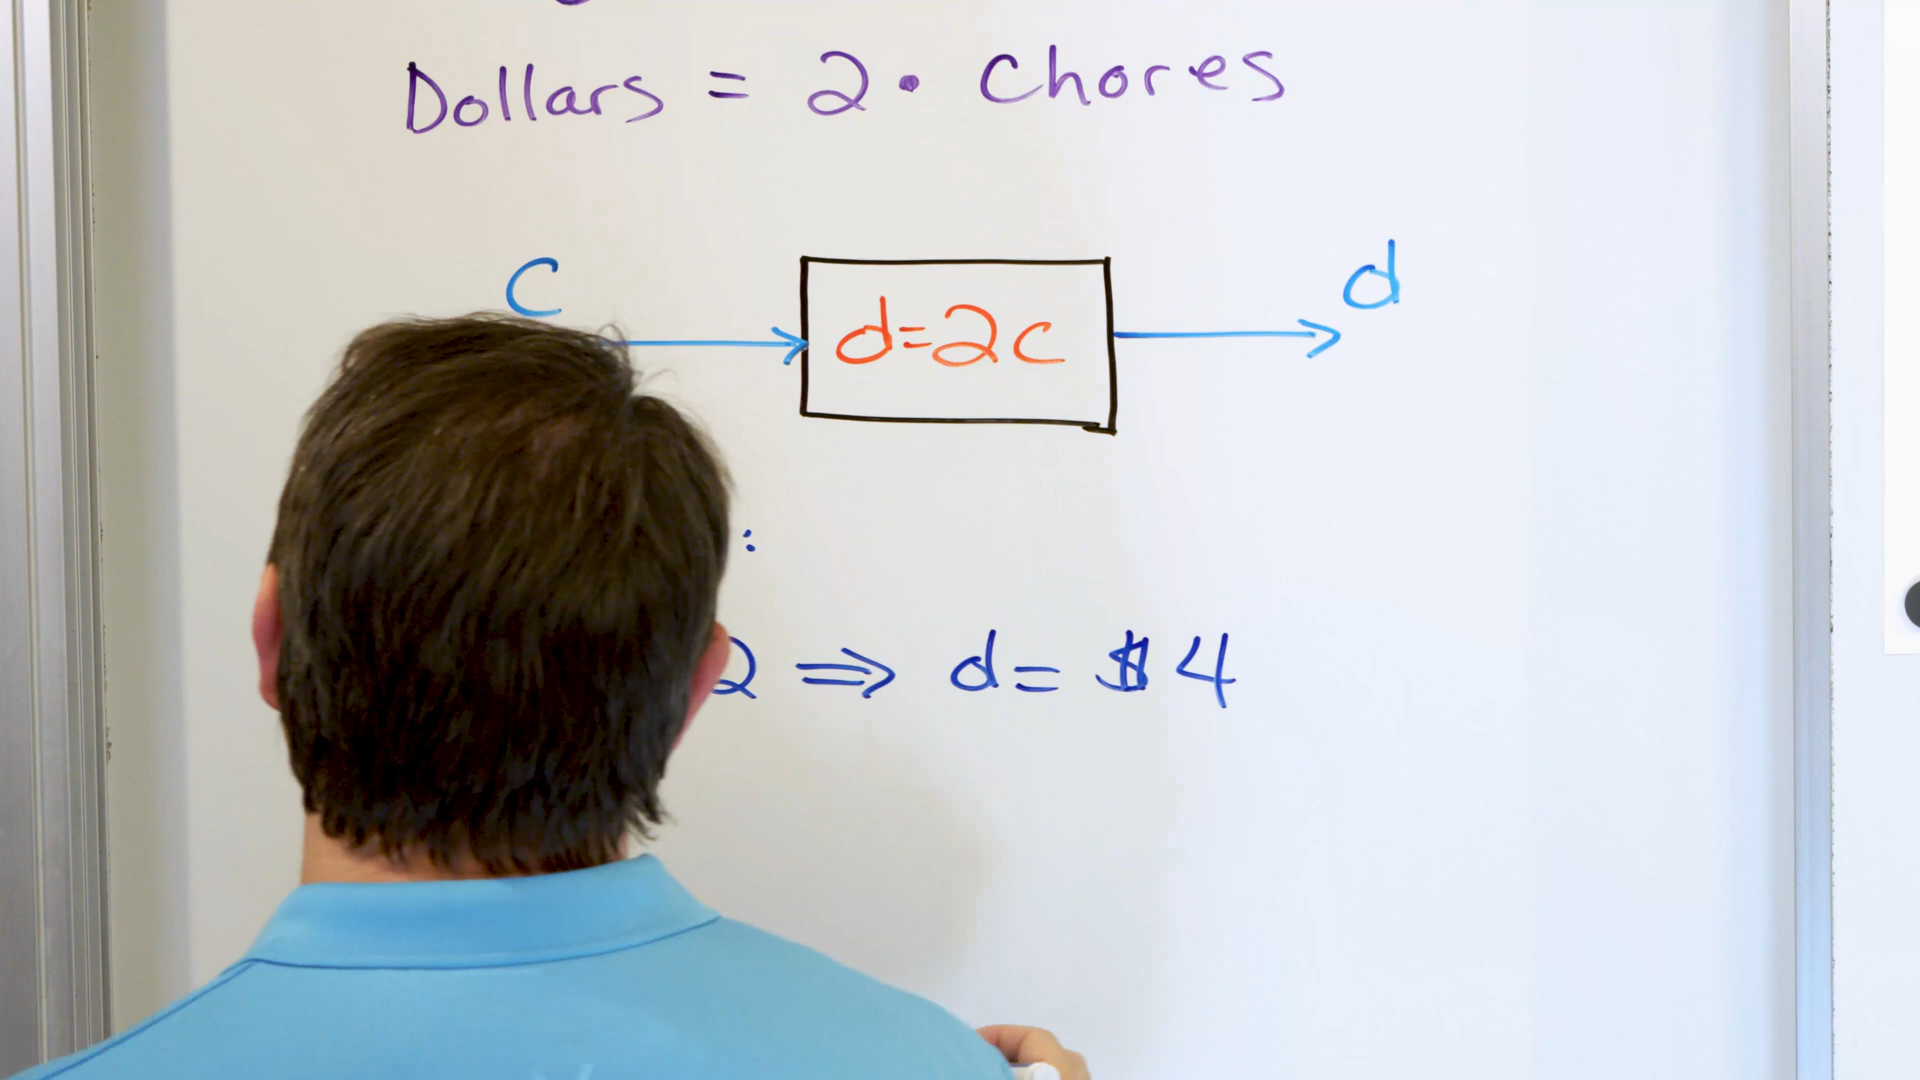 Dollars = 2 • Chores
c d=2c d
:
2 ⇒ d= $4